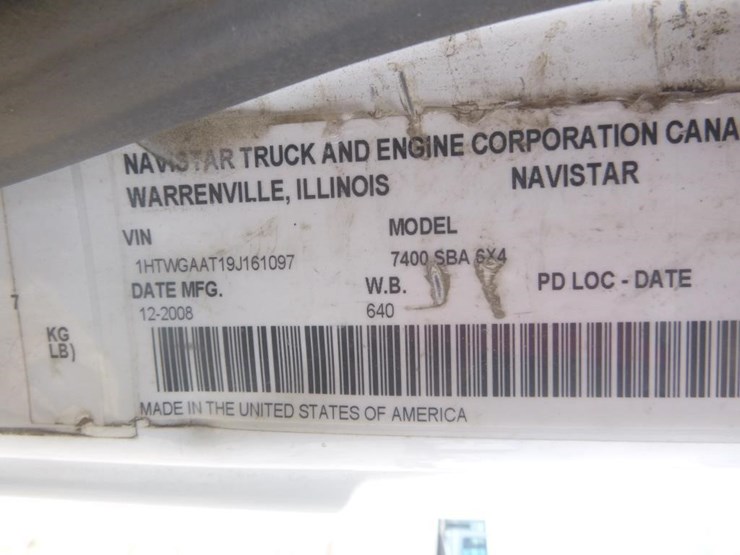 NAVISTAR TRUCK AND ENGINE CORPORATION CANA
WARRENVILLE, ILLINOIS NAVISTAR
VIN MODEL
1HTWGAAT19J161097 7400 SBA 6X4
DATE MFG. W.B. PD LOC - DATE
12-2008 640
7
KG
LB)
MADE IN THE UNITED STATES OF AMERICA